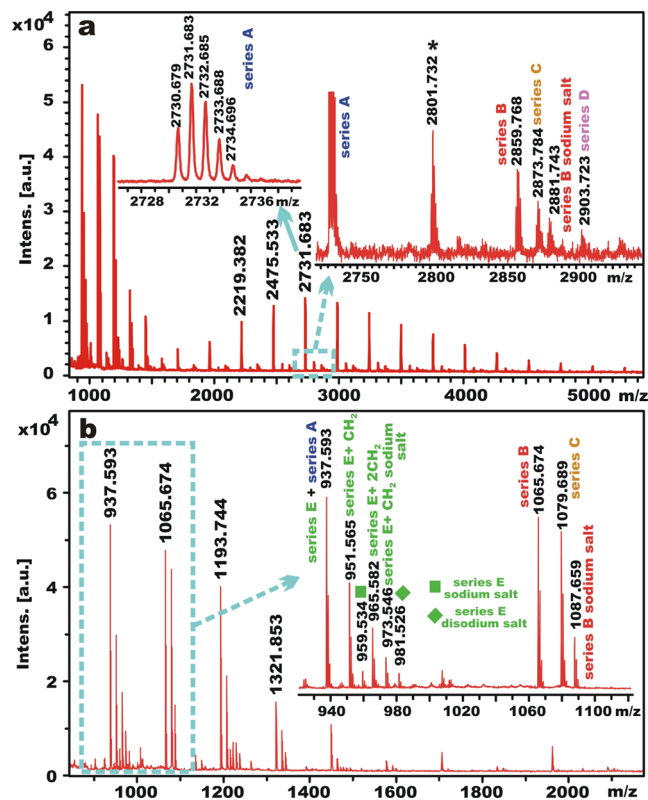 x10⁴
a
6
5
4
3
2
1
0
Intens. [a.u.]
2730.679
2731.683
2732.685
2733.688
2734.696
series A
2728
2732
2736 m/z
series A
2801.732 *
series B
2859.768
series C
2873.784
2881.743
series B sodium salt
2903.723
series D
2750
2800
2850
2900
m/z
2219.382
2475.533
2731.683
1000
2000
3000
4000
5000
m/z
x10⁴
b
6
4
2
0
Intens. [a.u.]
937.593
1065.674
1193.744
1321.853
series E + series A
937.593
series E+ CH2
951.565
959.534
series E+ 2CH2
965.582
series E+ CH2 sodium
salt
973.546
981.526
series E
sodium salt
series E
disodium salt
series B
1065.674
series C
1079.689
1087.659
series B sodium salt
940
980
1020
1060
1100
m/z
1000
1200
1400
1600
1800
2000
m/z